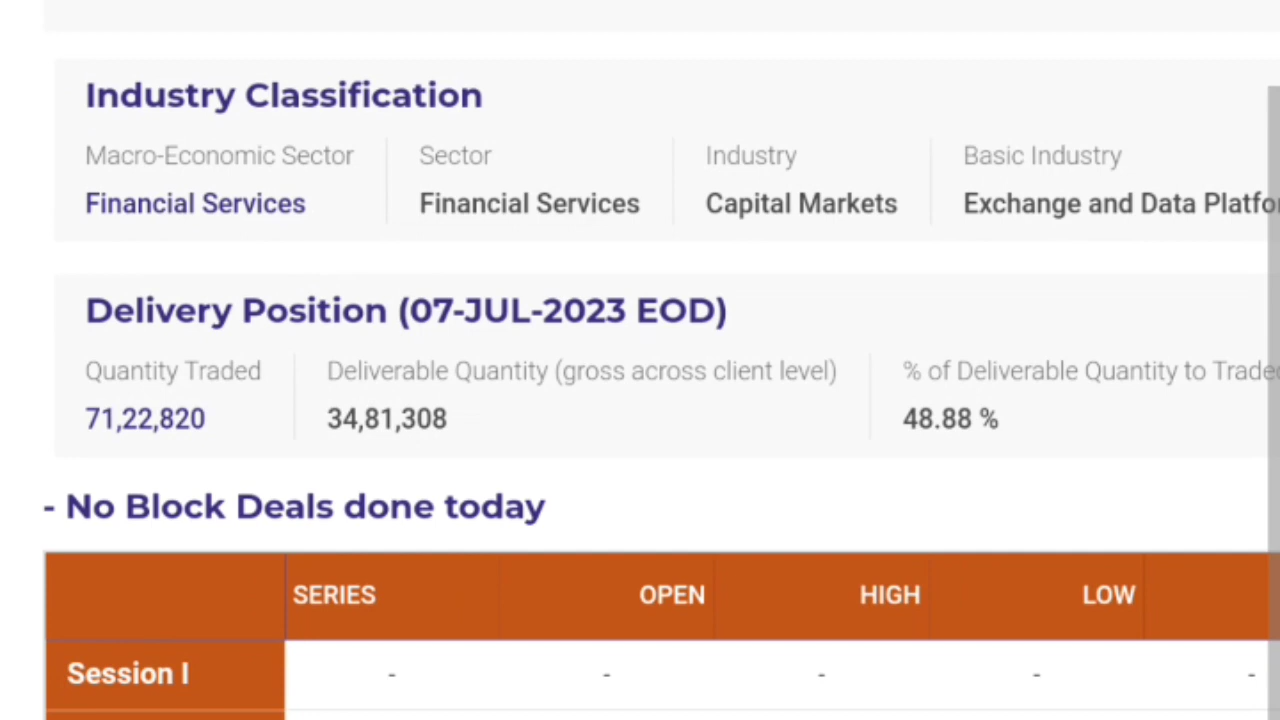 Industry Classification
Macro-Economic Sector Sector Industry Basic Industry
Financial Services Financial Services Capital Markets Exchange and Data
Delivery Position (07-JUL-2023 EOD)
Quantity Traded Deliverable Quantity (gross across client level) % of Deliverable Quantity to
71,22,820 34,81,308 48.88 %
- No Block Deals done today
SERIES OPEN HIGH LOW
Session I - - - - -